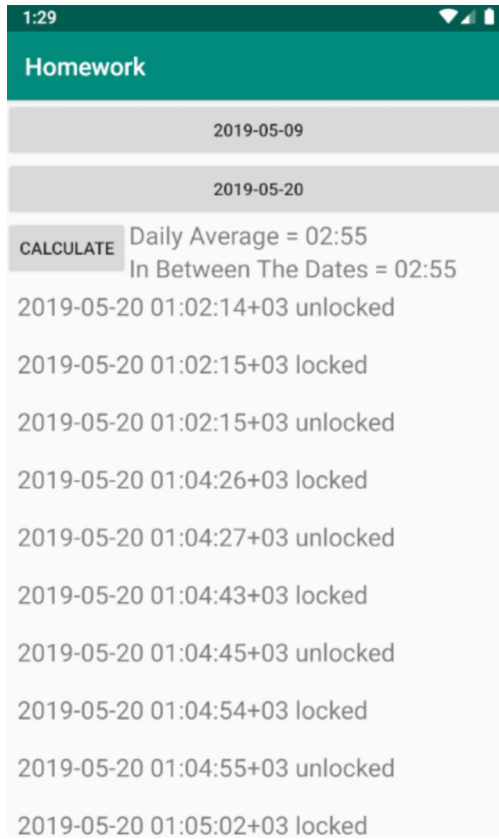 1:29
Homework
2019-05-09
2019-05-20
CALCULATE
Daily Average = 02:55
In Between The Dates = 02:55
2019-05-20 01:02:14+03 unlocked
2019-05-20 01:02:15+03 locked
2019-05-20 01:02:15+03 unlocked
2019-05-20 01:04:26+03 locked
2019-05-20 01:04:27+03 unlocked
2019-05-20 01:04:43+03 locked
2019-05-20 01:04:45+03 unlocked
2019-05-20 01:04:54+03 locked
2019-05-20 01:04:55+03 unlocked
2019-05-20 01:05:02+03 locked